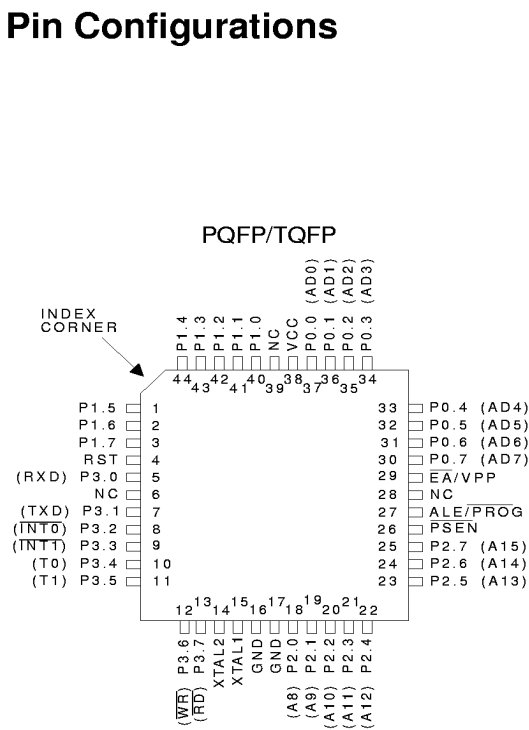 Pin Configurations
PQFP/TQFP
INDEX
CORNER
P1.4
P1.3
P1.2
P1.1
P1.0
NC
VCC
P0.0 (AD0)
P0.1 (AD1)
P0.2 (AD2)
P0.3 (AD3)
44 43 42 41 40 39 38 37 36 35 34
P1.5 1
P1.6 2
P1.7 3
RST 4
(RXD) P3.0 5
NC 6
(TXD) P3.1 7
(INT0) P3.2 8
(INT1) P3.3 9
(T0) P3.4 10
(T1) P3.5 11
33 P0.4 (AD4)
32 P0.5 (AD5)
31 P0.6 (AD6)
30 P0.7 (AD7)
29 EA/VPP
28 NC
27 ALE/PROG
26 PSEN
25 P2.7 (A15)
24 P2.6 (A14)
23 P2.5 (A13)
12 13 14 15 16 17 18 19 20 21 22
(WR) P3.6
(RD) P3.7
XTAL2
XTAL1
GND
GND
(A8) P2.0
(A9) P2.1
(A10) P2.2
(A11) P2.3
(A12) P2.4